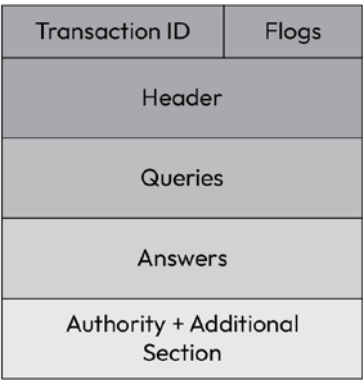 Transaction ID
Flogs
Header
Queries
Answers
Authority + Additional
Section